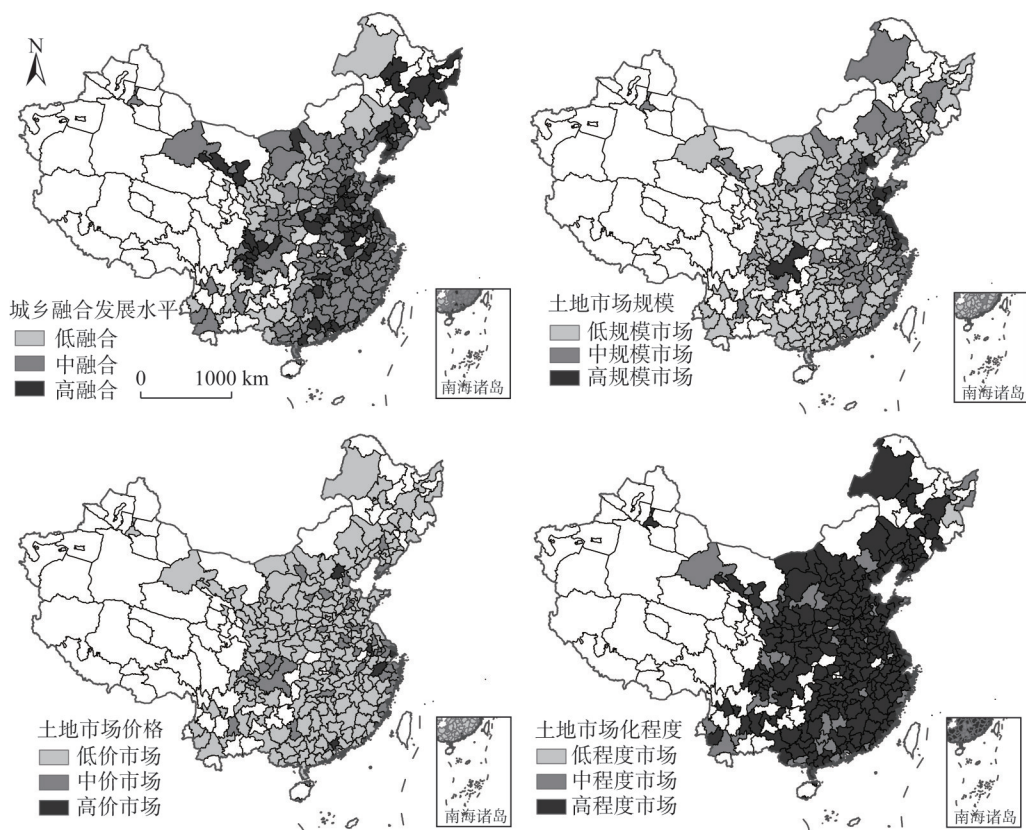 N
城乡融合发展水平
低融合
中融合
高融合
0 1000 km
南海诸岛
土地市场规模
低规模市场
中规模市场
高规模市场
南海诸岛
土地市场价格
低价市场
中价市场
高价市场
南海诸岛
土地市场化程度
低程度市场
中程度市场
高程度市场
南海诸岛